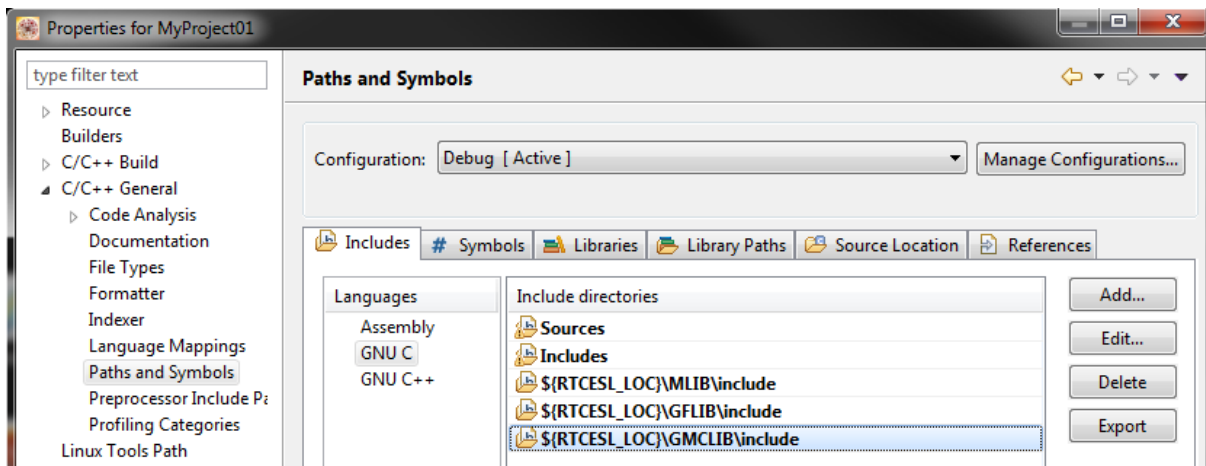 Properties for MyProject01
type filter text
Resource
Builders
C/C++ Build
C/C++ General
Code Analysis
Documentation
File Types
Formatter
Indexer
Language Mappings
Paths and Symbols
Preprocessor Include Pa
Profiling Categories
Linux Tools Path
Paths and Symbols
Configuration: Debug [ Active ] Manage Configurations...
Includes # Symbols Libraries Library Paths Source Location References
Languages
Assembly
GNU C
GNU C++
Include directories
Sources
Includes
${RTCESL_LOC}\MLIB\include
${RTCESL_LOC}\GFLIB\include
${RTCESL_LOC}\GMCLIB\include
Add...
Edit...
Delete
Export